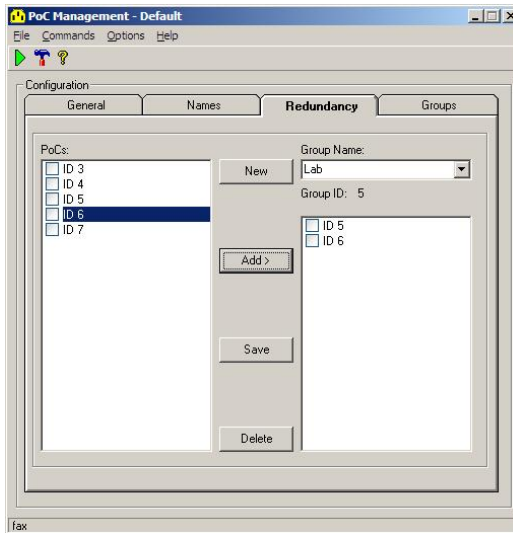 PoC Management - Default
File Commands Options Help
Configuration
General Names Redundancy Groups
PoCs:
ID 3
ID 4
ID 5
ID 6
ID 7
New
Add >
Save
Delete
Group Name:
Lab
Group ID: 5
ID 5
ID 6
fax